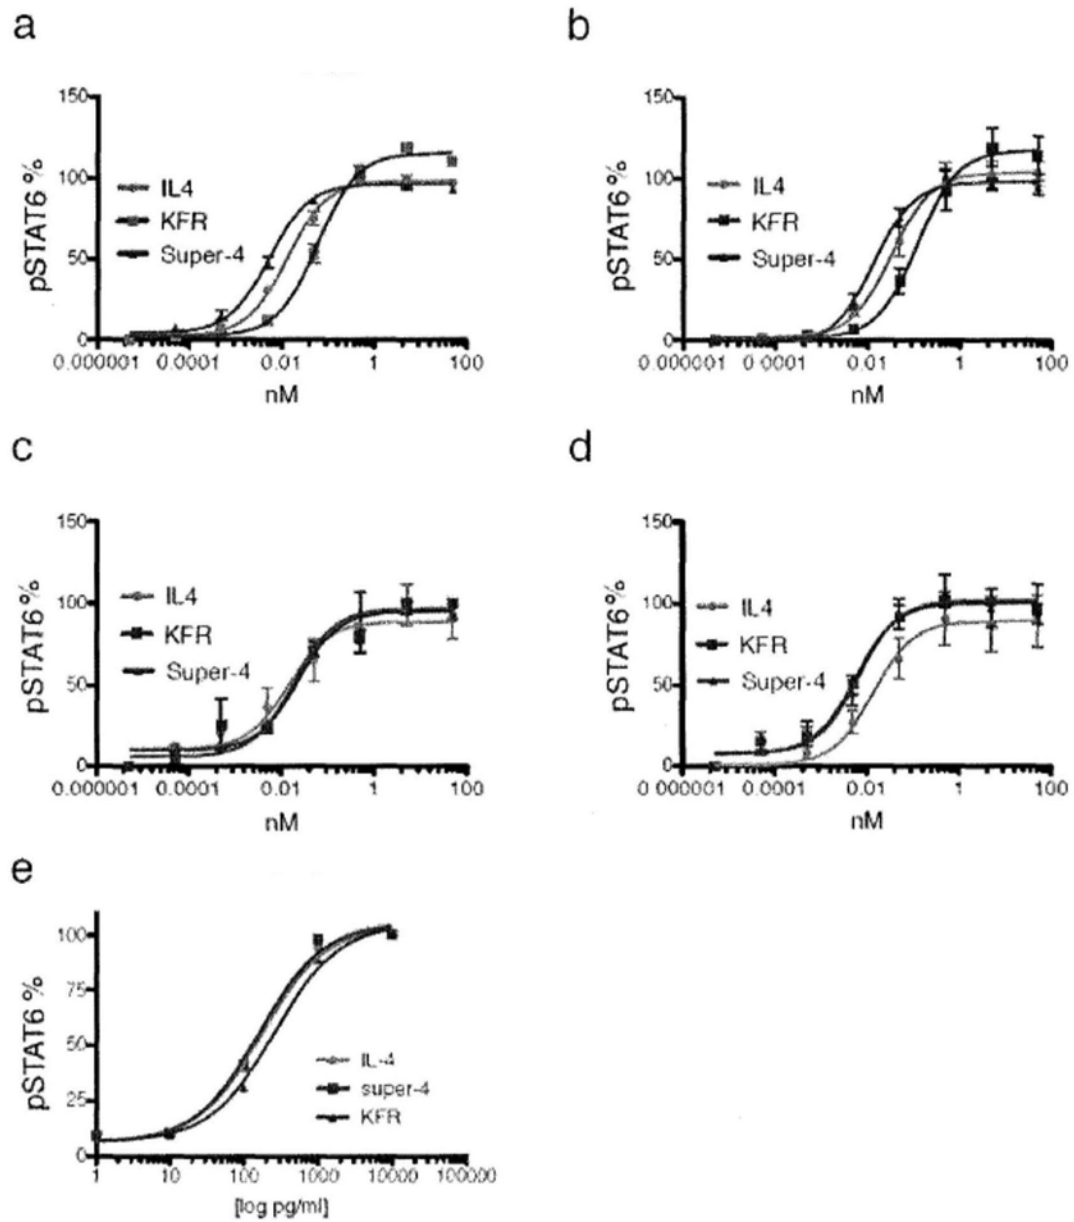 a
150
100
50
0
pSTAT6 %
IL4
KFR
Super-4
0.000001 0.0001 0.01 1 100
nM
b
150
100
50
0
pSTAT6 %
IL4
KFR
Super-4
0.000001 0.0001 0.01 1 100
nM
c
150
100
50
0
pSTAT6 %
IL4
KFR
Super-4
0.000001 0.0001 0.01 1 100
nM
d
150
100
50
0
pSTAT6 %
IL4
KFR
Super-4
0.000001 0.0001 0.01 1 100
nM
e
100
75
50
25
0
pSTAT6 %
IL-4
super-4
KFR
1 10 100 1000 10000 100000
[log pg/ml]